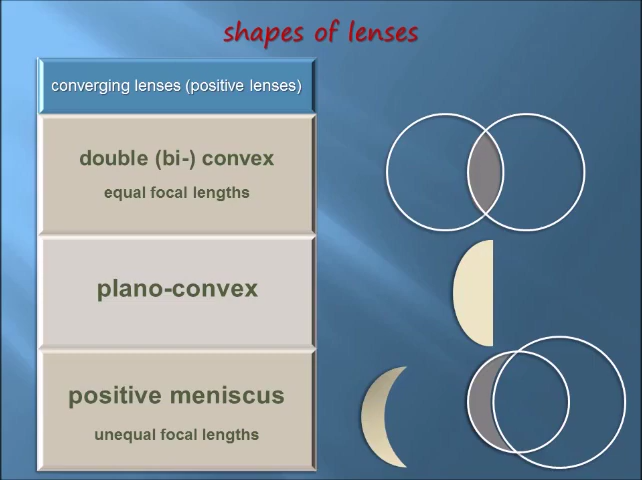 shapes of lenses
converging lenses (positive lenses)
double (bi-) convex
equal focal lengths
plano-convex
positive meniscus
unequal focal lengths